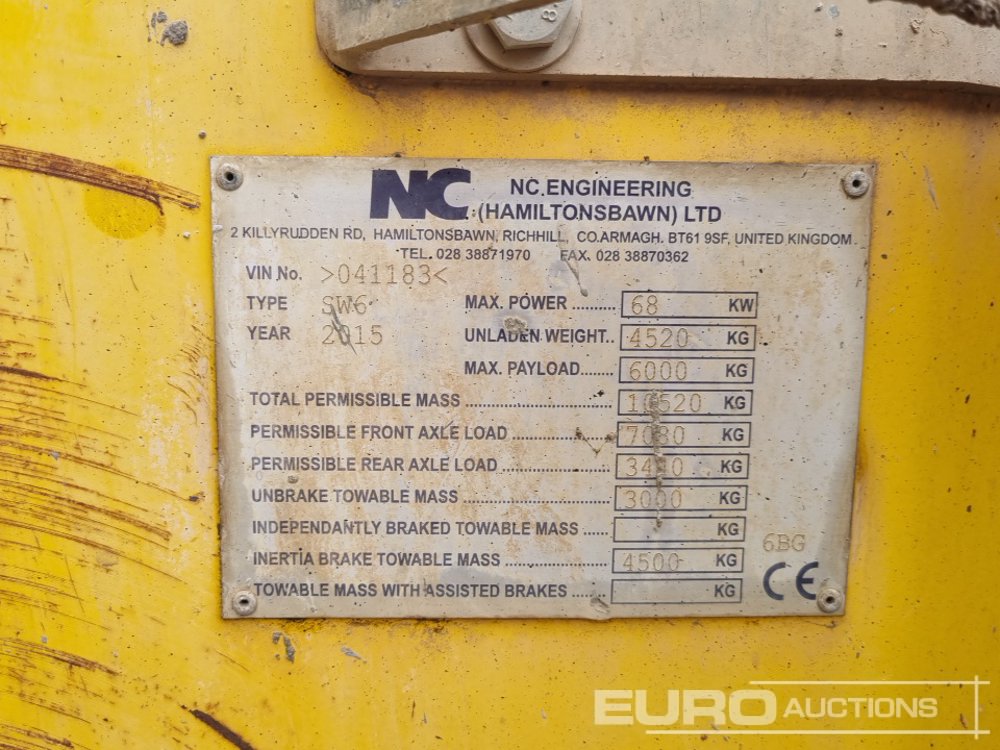 NC NC.ENGINEERING
(HAMILTONSBAWN) LTD
2 KILLYRUDDEN RD, HAMILTONSBAWN, RICHHILL, CO.ARMAGH. BT61 9SF, UNITED KINGDOM
TEL. 028 38871970 FAX. 028 38870362
VIN No. >041183<
TYPE SW6 MAX. POWER .......... 68 KW
YEAR 2015 UNLADEN WEIGHT.. 4520 KG
MAX. PAYLOAD........ 6000 KG
TOTAL PERMISSIBLE MASS 10520 KG
PERMISSIBLE FRONT AXLE LOAD KG
PERMISSIBLE REAR AXLE LOAD KG
UNBRAKE TOWABLE MASS 3000 KG
INDEPENDANTLY BRAKED TOWABLE MASS ...... KG
INERTIA BRAKE TOWABLE MASS 4500 KG
6BG
CE
TOWABLE MASS WITH ASSISTED BRAKES ........ KG
EURO AUCTIONS